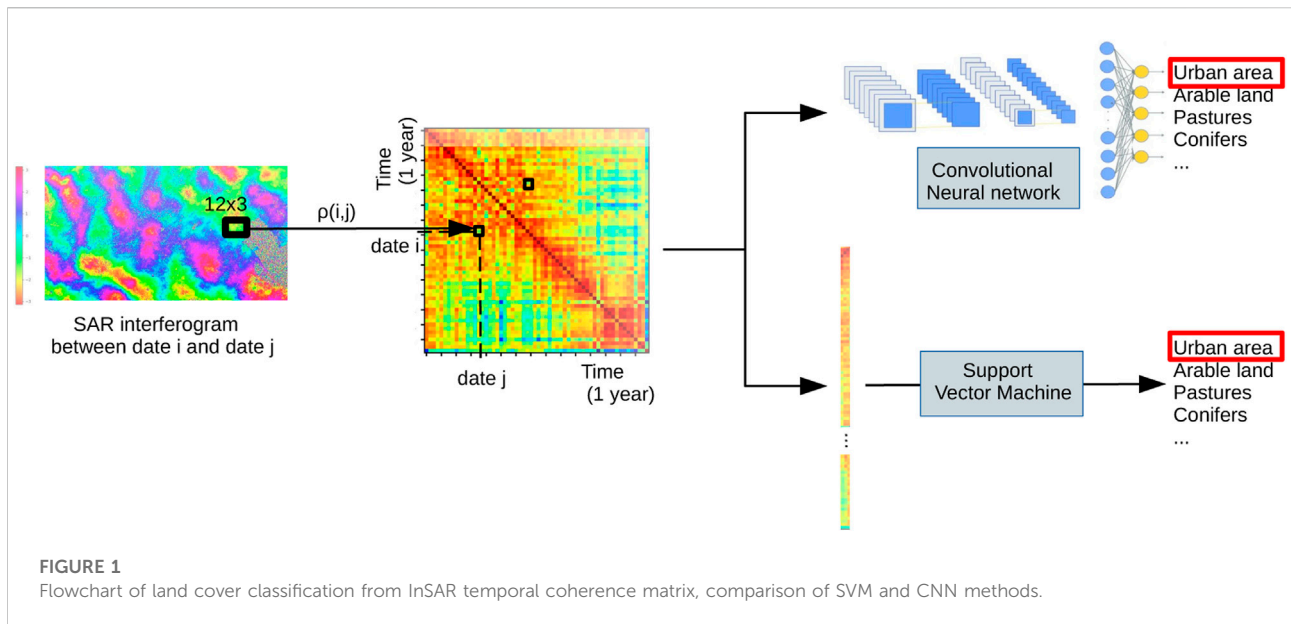 12x3
SAR interferogram
between date i and date j
ρ(i,j)
Time
(1 year)
date i
date j
Time
(1 year)
Convolutional
Neural network
Urban area
Arable land
Pastures
Conifers
...
Support
Vector Machine
Urban area
Arable land
Pastures
Conifers
...
FIGURE 1
Flowchart of land cover classification from InSAR temporal coherence matrix, comparison of SVM and CNN methods.